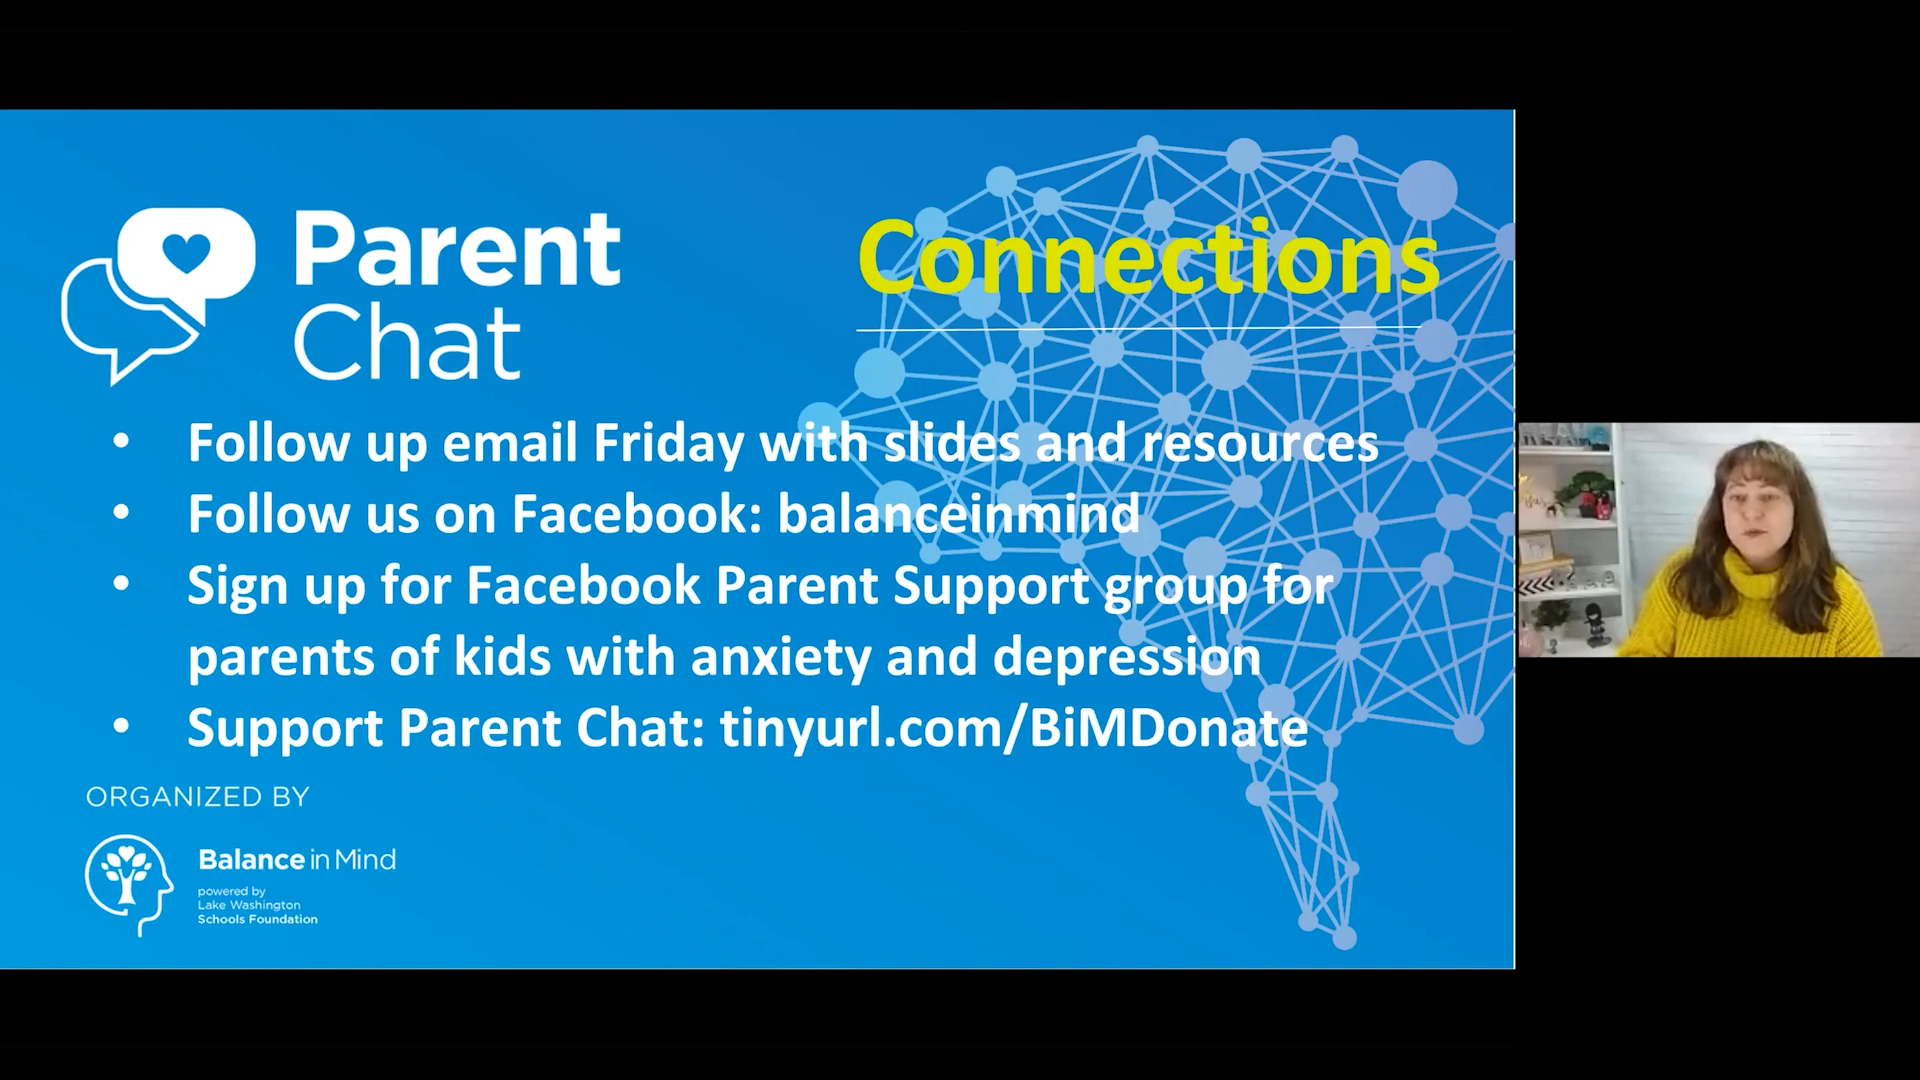 Parent
Chat
Connections
• Follow up email Friday with slides and resources
• Follow us on Facebook: balanceinmind
• Sign up for Facebook Parent Support group for
parents of kids with anxiety and depression
• Support Parent Chat: tinyurl.com/BiMDonate
ORGANIZED BY
Balance in Mind
powered by
Lake Washington
Schools Foundation